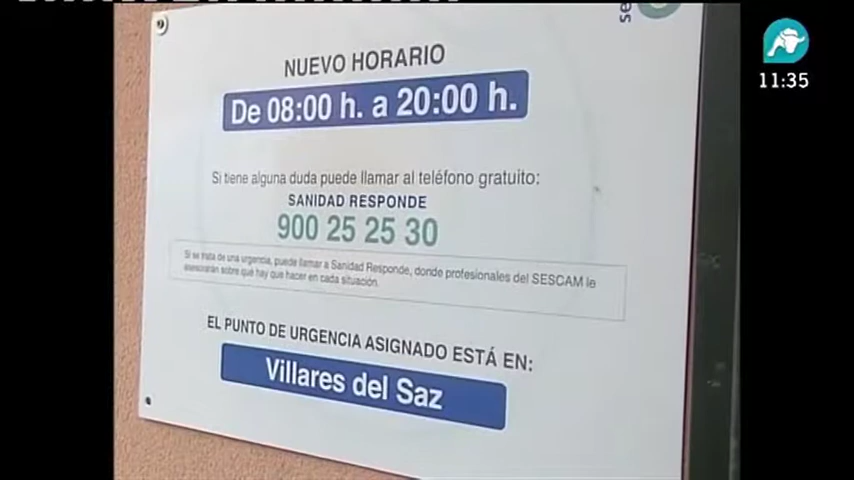 se
11:35
NUEVO HORARIO
De 08:00 h. a 20:00 h.
Si tiene alguna duda puede llamar al teléfono gratuito:
SANIDAD RESPONDE
900 25 25 30
Si se trata de una urgencia, puede llamar a Sanidad Responde, donde profesionales del SESCAM le
asesorarán sobre qué hay que hacer en cada situación.
EL PUNTO DE URGENCIA ASIGNADO ESTÁ EN:
Villares del Saz